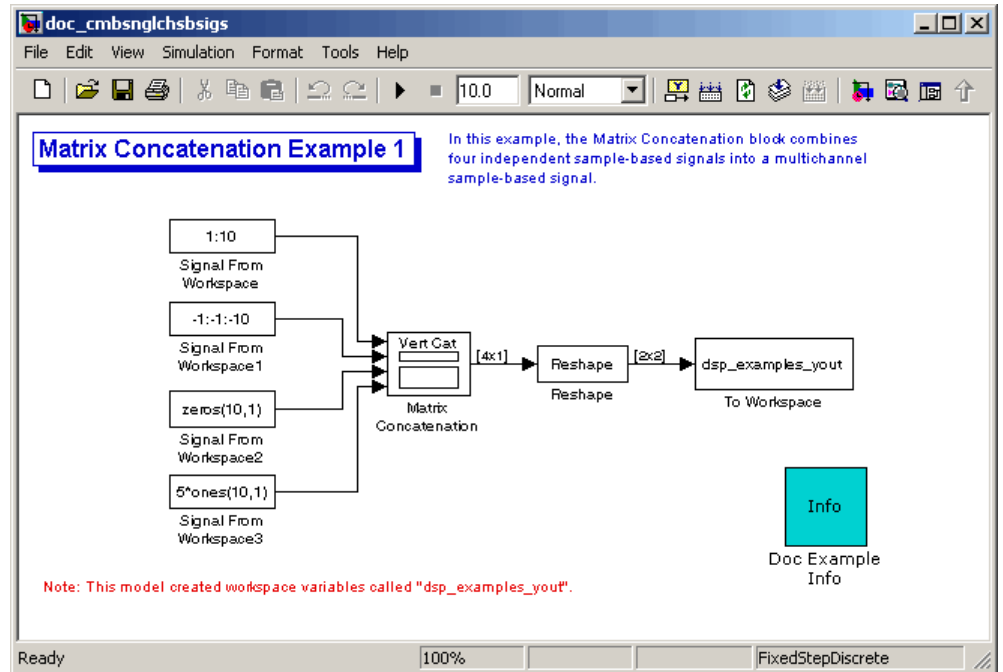 doc_cmbsnglchsbsigs
File Edit View Simulation Format Tools Help
10.0 Normal
Matrix Concatenation Example 1
In this example, the Matrix Concatenation block combines
four independent sample-based signals into a multichannel
sample-based signal.
1:10
Signal From
Workspace
-1:-1:-10
Signal From
Workspace1
zeros(10,1)
Signal From
Workspace2
5*ones(10,1)
Signal From
Workspace3
Vert Cat
Matrix
Concatenation
[4x1]
Reshape
Reshape
[2x2]
dsp_examples_yout
To Workspace
Info
Doc Example
Info
Note: This model created workspace variables called "dsp_examples_yout".
Ready 100% FixedStepDiscrete